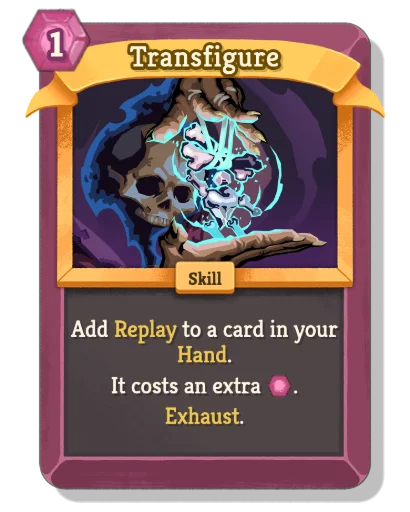 1
Transfigure
Skill
Add Replay to a card in your
Hand.
It costs an extra .
Exhaust.